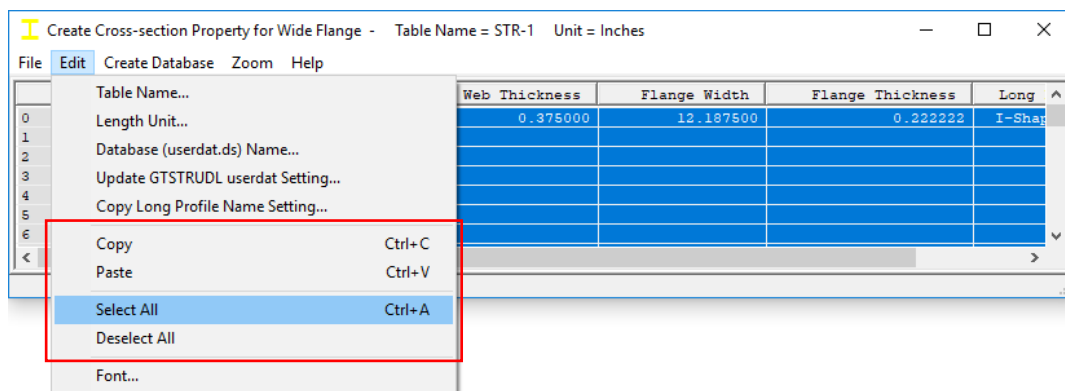 Create Cross-section Property for Wide Flange - Table Name = STR-1 Unit = Inches
File Edit Create Database Zoom Help
Web Thickness Flange Width Flange Thickness Long
0 0.375000 12.187500 0.222222 I-Shap
1
2
3
4
5
6
Table Name...
Length Unit...
Database (userdat.ds) Name...
Update GTSTRUDL userdat Setting...
Copy Long Profile Name Setting...
Copy Ctrl+C
Paste Ctrl+V
Select All Ctrl+A
Deselect All
Font...